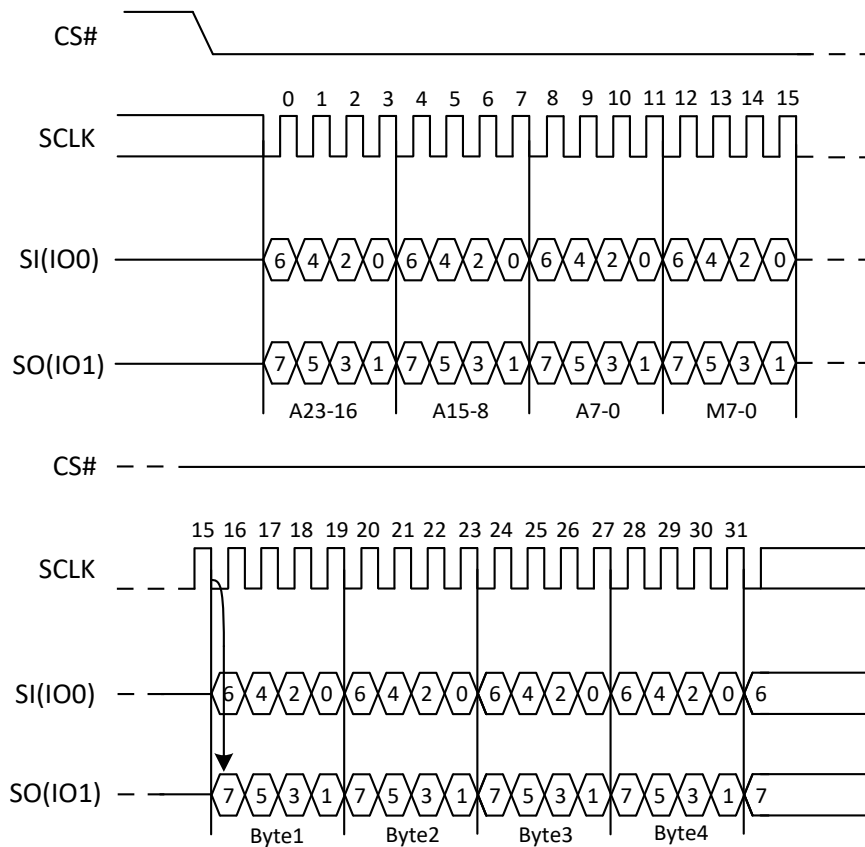 CS#
0 1 2 3 4 5 6 7 8 9 10 11 12 13 14 15
SCLK
SI(IO0) 6 4 2 0 6 4 2 0 6 4 2 0 6 4 2 0
SO(IO1) 7 5 3 1 7 5 3 1 7 5 3 1 7 5 3 1
A23-16 A15-8 A7-0 M7-0
CS#
15 16 17 18 19 20 21 22 23 24 25 26 27 28 29 30 31
SCLK
SI(IO0) 6 4 2 0 6 4 2 0 6 4 2 0 6 4 2 0 6
SO(IO1) 7 5 3 1 7 5 3 1 7 5 3 1 7 5 3 1 7
Byte1 Byte2 Byte3 Byte4